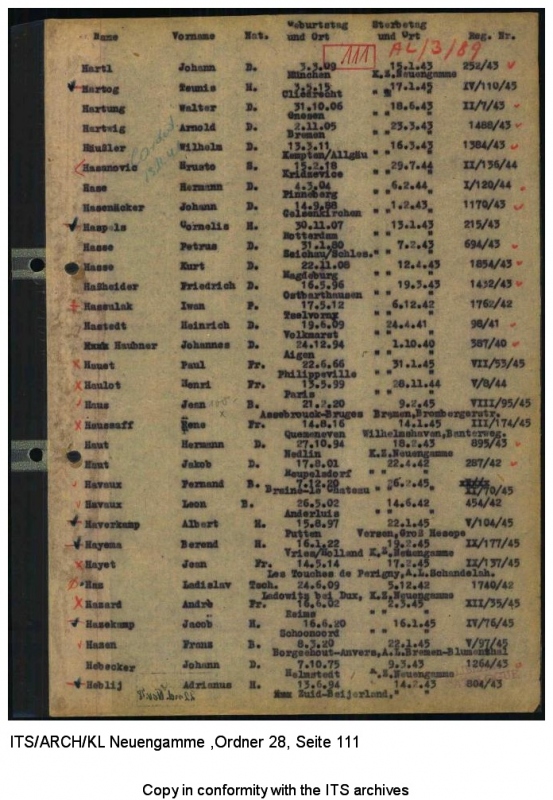 Name Vorname Nat. Geburtstag und Ort Sterbetag und Ort Reg. Nr.
111 AL/3/89
Hartl Johann D. 3.3.09 15.1.43 252/43
München K.Z.Neuengamme
Hartog Teunis H. 3.5.15 17.1.45 IV/110/45
Cliedrecht " "
Hartung Walter D. 31.10.06 18.6.43 II/7/43
Gnesen " "
Hartwig Arnold D. 2.11.05 23.3.43 1488/43
Bremen " "
Häußler Wilhelm D. 13.3.11 16.3.43 1384/43
Kempten/Allgäu " "
Hasanovic Hrusto S. 15.2.18 29.7.44 II/136/44
Kridzevice " "
Hase Hermann D. 4.3.04 6.2.44 I/120/44
Pinneberg " "
Hasenäcker Johann D. 14.9.88 1.2.43 1170/43
Gelsenkirchen " "
Haspels Cornelis H. 30.11.07 13.1.43 215/43
Rotterdam " "
Hasse Petrus D. 31.1.80 7.2.43 694/43
Seichau/Schles. " "
Hasse Kurt D. 22.11.08 12.4.43 1854/43
Magdeburg " "
Haßheider Friedrich D. 16.5.96 19.3.43 1432/43
Ostbarthausen " "
Hasulak Iwan P. 17.5.12 6.12.42 1762/42
" "
Hastedt Heinrich D. 19.6.09 24.4.41 98/41
Volkmarst " "
Haubner Johannes D. 24.12.94 1.10.40 387/40
Aigen " "
Haust Paul Fr. 22.6.66 31.1.45 VII/53/45
Philippeville " "
Haulot Henri Fr. 13.5.99 28.11.44 V/8/44
Paris " "
Haus Jean B. 21.2.20 9.2.45 VIII/95/45
Assebrouck-Bruges Bremen,Brombergerstr.
Haussaff Rene Fr. 14.8.16 14.1.45 III/174/45
Quemeneven Wilhelmshaven,Banterweg.
Haut Hermann D. 27.10.94 18.2.43 895/43
Nedlin K.Z.Neuengamme
Haut Jakob D. 17.8.01 22.4.42 287/42
" "
Havaux Fernand B. 7.12.20 26.2.45
Braine-le Chateau " " XI/70/45
Havaux Leon B. 26.5.02 14.6.42 454/42
Anderluis " "
Haverkamp Albert H. 15.8.97 22.1.45 V/104/45
Putten Versen,Groß Hesepe
Hayema Berend H. 16.1.22 19.2.45 IX/177/45
Vries/Holland K.Z.Neuengamme
Hayet Jean Fr. 14.5.14 17.2.45 IX/137/45
Les Touches de Perigny,A.L.Schandelah.
Has Ladislav Tsch. 24.6.09 5.12.42 1740/42
Ladowitz bei Dux, K.Z.Neuengamme
Hazard André Fr. 16.6.02 2.3.45 XII/35/45
Reims " "
Hazekamp Jacob H. 16.6.20 16.1.45 IV/76/45
Schoonoord " "
Hazen Frans B. 8.3.20 22.1.45 V/97/45
Borgeehout-Anvers,A.L.Bremen-Blumenthal
Hebecker Johann D. 7.10.75 9.3.43 1264/43
Helmstedt K.Z.Neuengamme
Heblij Adrianus H. 13.6.94 14.2.43 804/43
Zuid-Beijerland, " "
ITS/ARCH/KL Neuengamme ,Ordner 28, Seite 111
Copy in conformity with the ITS archives